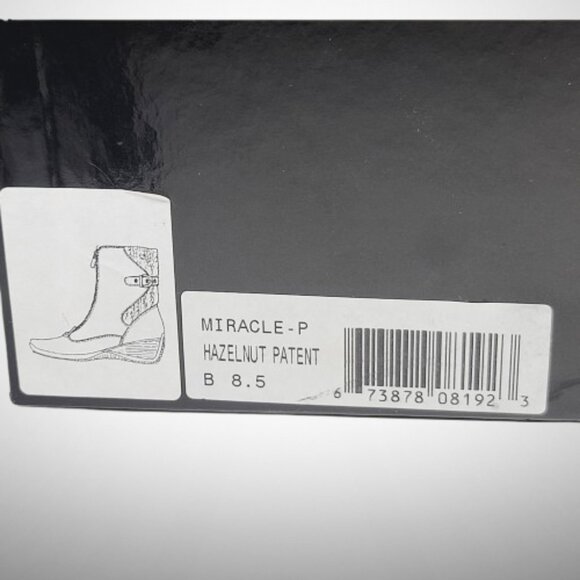 MIRACLE-P
HAZELNUT PATENT
B 8.5
6 73878 08192 3